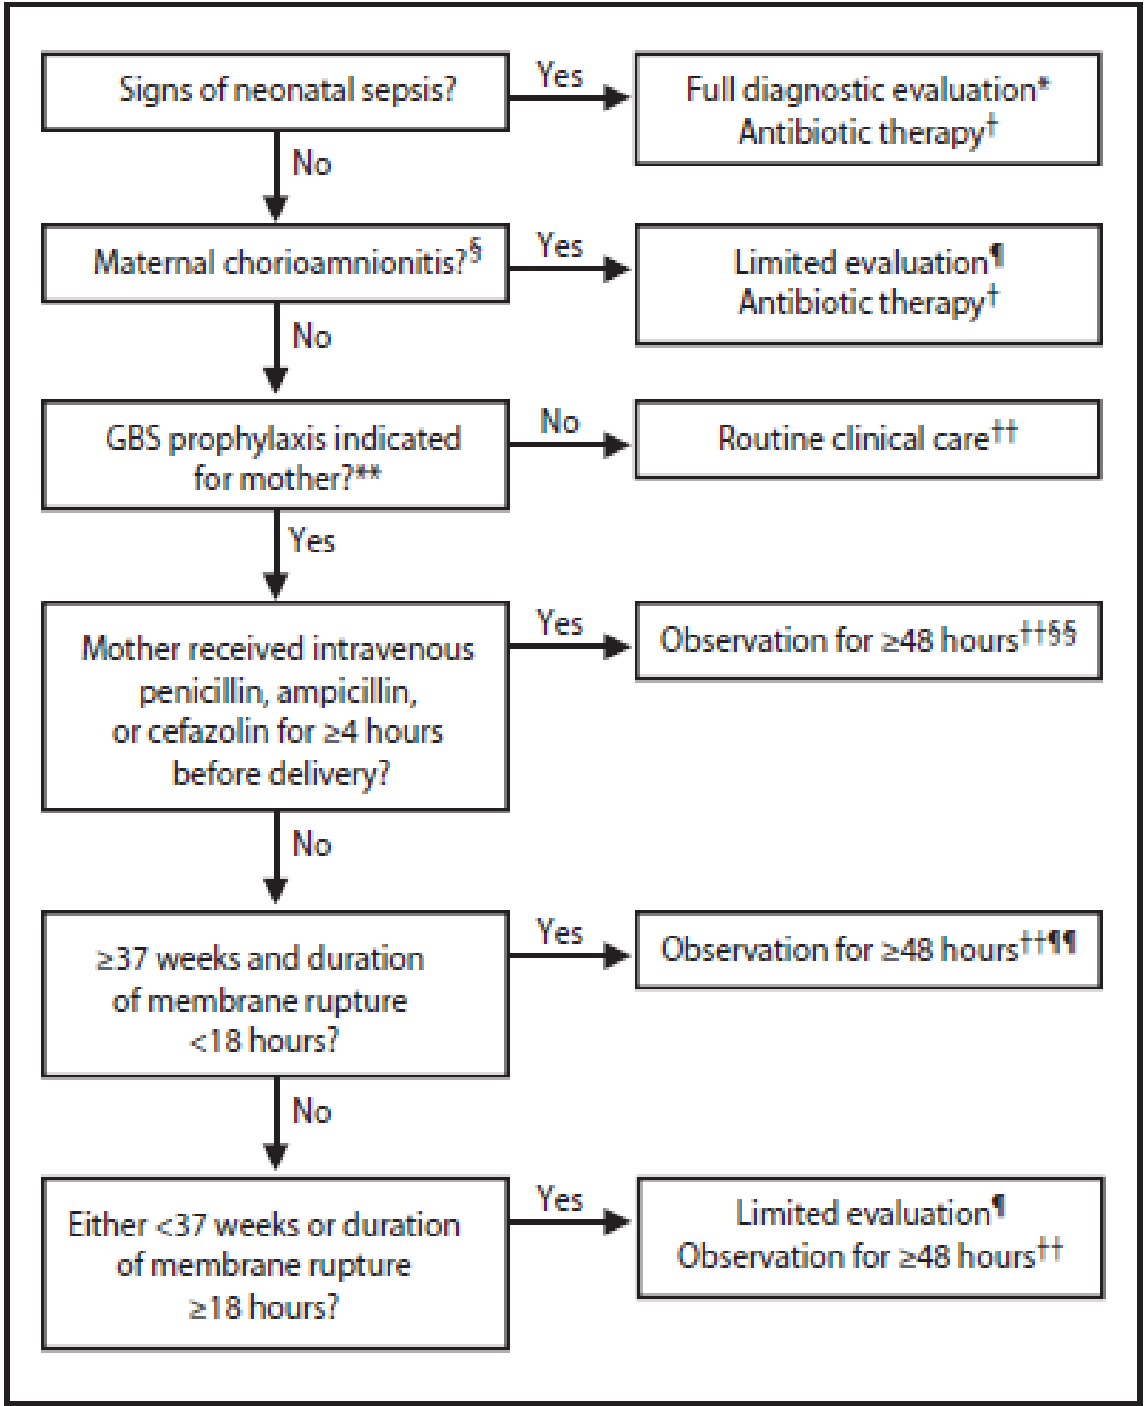 Signs of neonatal sepsis?
Yes
Full diagnostic evaluation*
Antibiotic therapy†
No
Maternal chorioamnionitis?§
Yes
Limited evaluation¶
Antibiotic therapy†
No
GBS prophylaxis indicated
for mother?**
No
Routine clinical care††
Yes
Mother received intravenous
penicillin, ampicillin,
or cefazolin for ≥4 hours
before delivery?
Yes
Observation for ≥48 hours††§§
No
≥37 weeks and duration
of membrane rupture
<18 hours?
Yes
Observation for ≥48 hours††¶¶
No
Either <37 weeks or duration
of membrane rupture
≥18 hours?
Yes
Limited evaluation¶
Observation for ≥48 hours††